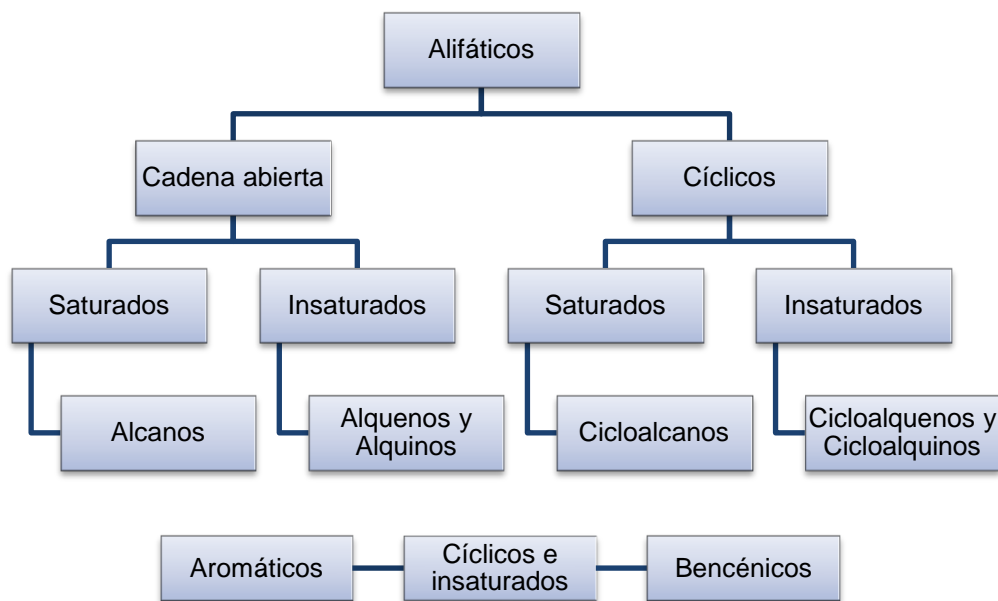 Alifáticos
Cadena abierta
Cíclicos
Saturados
Insaturados
Saturados
Insaturados
Alcanos
Alquenos y
Alquinos
Cicloalcanos
Cicloalquenos y
Cicloalquinos
Aromáticos
Cíclicos e
insaturados
Bencénicos